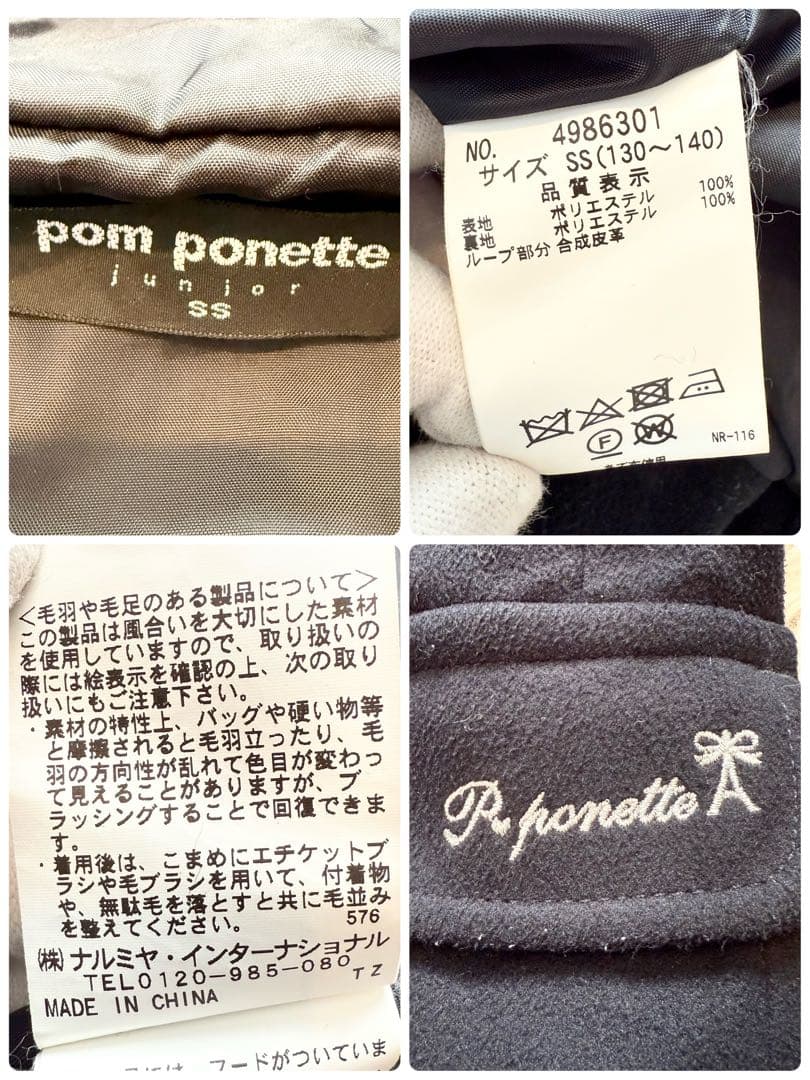 pom ponette
junior
SS
NO. 4986301
サイズ SS(130～140)
品質表示
表地 ポリエステル 100%
裏地 ポリエステル 100%
ループ部分 合成皮革
F
W
NR-116
＜毛羽や毛足のある製品について＞
この製品は風合いを大切にした素材
を使用していますので、取り扱いの
際には絵表示を確認の上、次の取り
扱いにもご注意下さい。
・素材の特性上、バッグや硬い物等
と摩擦されると毛羽立ったり、毛
羽の方向性が乱れて色目が変わっ
て見えることがありますが、ブ
ラッシングすることで回復できま
す。
・着用後は、こまめにエチケットブ
ラシや毛ブラシを用いて、付着物
や、無駄毛を落とすと共に毛並み
を整えてください。
576
㈱ナルミヤ・インターナショナル
TEL0120-985-080
TZ
MADE IN CHINA
には、フードがついていま
P. ponette